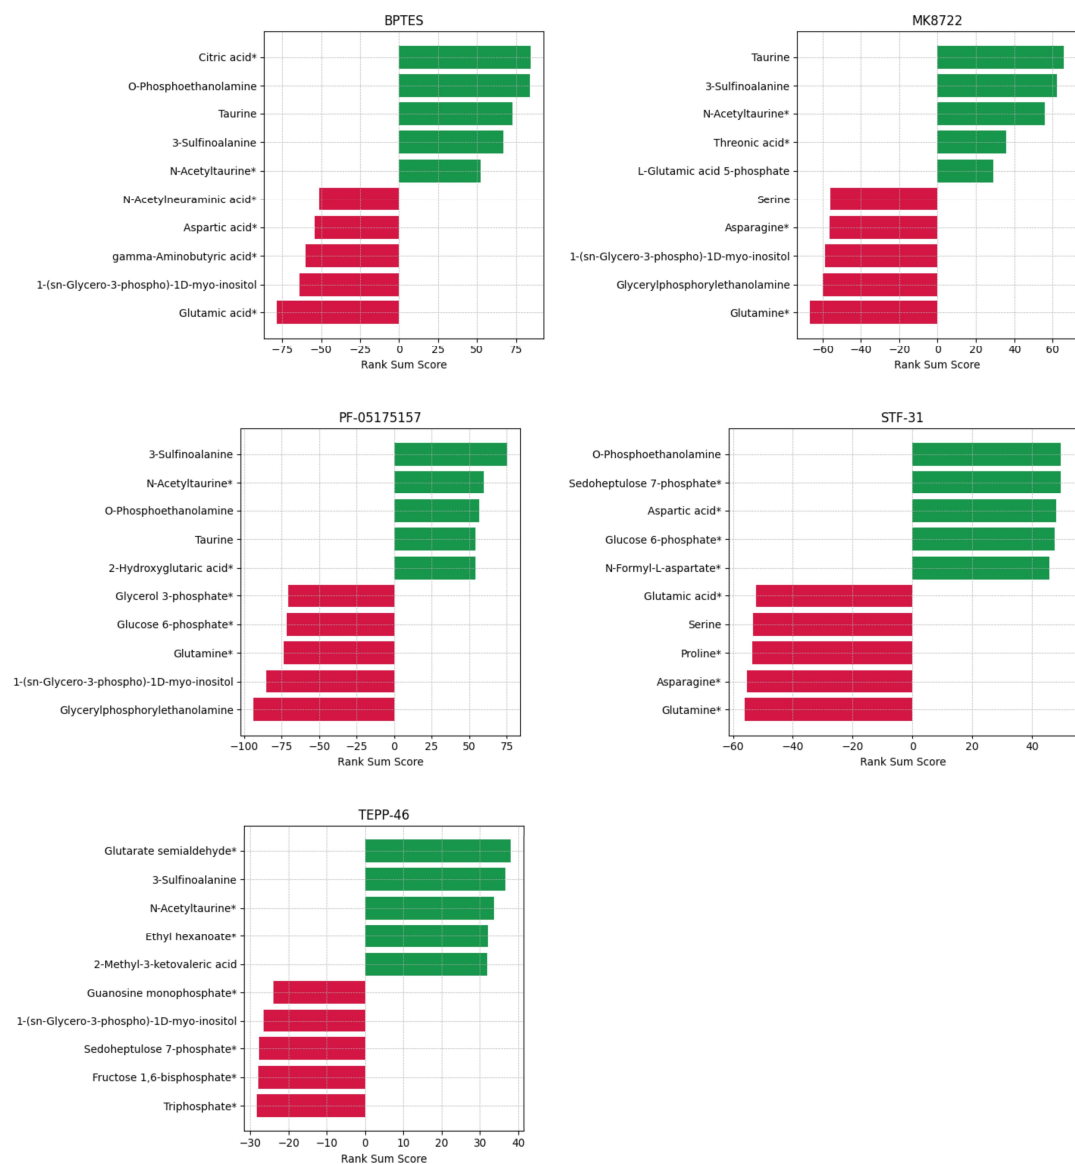 BPTES
Citric acid*
O-Phosphoethanolamine
Taurine
3-Sulfinoalanine
N-Acetyltaurine*
N-Acetylneuraminic acid*
Aspartic acid*
gamma-Aminobutyric acid*
1-(sn-Glycero-3-phospho)-1D-myo-inositol
Glutamic acid*
−75 −50 −25 0 25 50 75
Rank Sum Score
MK8722
Taurine
3-Sulfinoalanine
N-Acetyltaurine*
Threonic acid*
L-Glutamic acid 5-phosphate
Serine
Asparagine*
1-(sn-Glycero-3-phospho)-1D-myo-inositol
Glycerylphosphorylethanolamine
Glutamine*
−60 −40 −20 0 20 40 60
Rank Sum Score
PF-05175157
3-Sulfinoalanine
N-Acetyltaurine*
O-Phosphoethanolamine
Taurine
2-Hydroxyglutaric acid*
Glycerol 3-phosphate*
Glucose 6-phosphate*
Glutamine*
1-(sn-Glycero-3-phospho)-1D-myo-inositol
Glycerylphosphorylethanolamine
−100 −75 −50 −25 0 25 50 75
Rank Sum Score
STF-31
O-Phosphoethanolamine
Sedoheptulose 7-phosphate*
Aspartic acid*
Glucose 6-phosphate*
N-Formyl-L-aspartate*
Glutamic acid*
Serine
Proline*
Asparagine*
Glutamine*
−60 −40 −20 0 20 40
Rank Sum Score
TEPP-46
Glutarate semialdehyde*
3-Sulfinoalanine
N-Acetyltaurine*
Ethyl hexanoate*
2-Methyl-3-ketovaleric acid
Guanosine monophosphate*
1-(sn-Glycero-3-phospho)-1D-myo-inositol
Sedoheptulose 7-phosphate*
Fructose 1,6-bisphosphate*
Triphosphate*
−30 −20 −10 0 10 20 30 40
Rank Sum Score